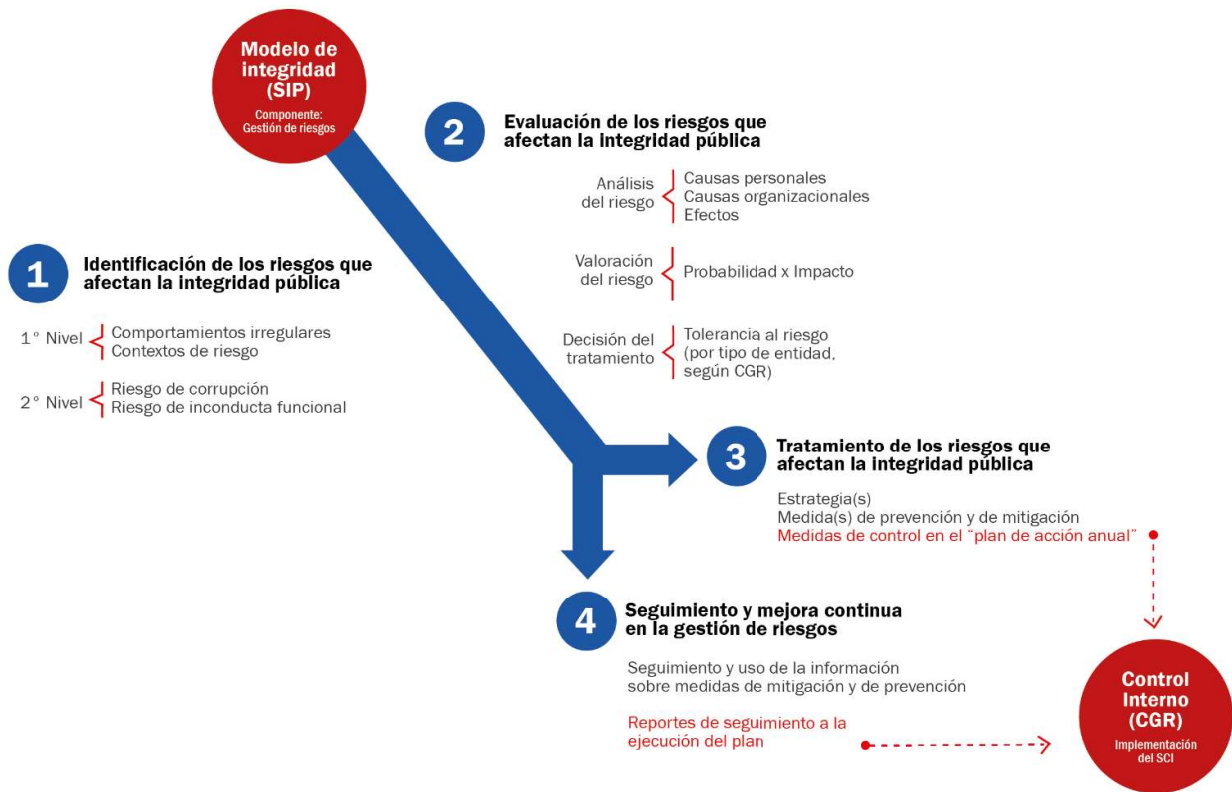 Modelo de
integridad
(SIP)
Componente:
Gestión de riesgos
1
Identificación de los riesgos que
afectan la integridad pública
1° Nivel
Comportamientos irregulares
Contextos de riesgo
2° Nivel
Riesgo de corrupción
Riesgo de inconducta funcional
2
Evaluación de los riesgos que
afectan la integridad pública
Análisis
del riesgo
Causas personales
Causas organizacionales
Efectos
Valoración
del riesgo
Probabilidad x Impacto
Decisión del
tratamiento
Tolerancia al riesgo
(por tipo de entidad,
según CGR)
3
Tratamiento de los riesgos que
afectan la integridad pública
Estrategia(s)
Medida(s) de prevención y de mitigación
Medidas de control en el “plan de acción anual”
4
Seguimiento y mejora continua
en la gestión de riesgos
Seguimiento y uso de la información
sobre medidas de mitigación y de prevención
Reportes de seguimiento a la
ejecución del plan
Control
Interno
(CGR)
Implementación
del SCI